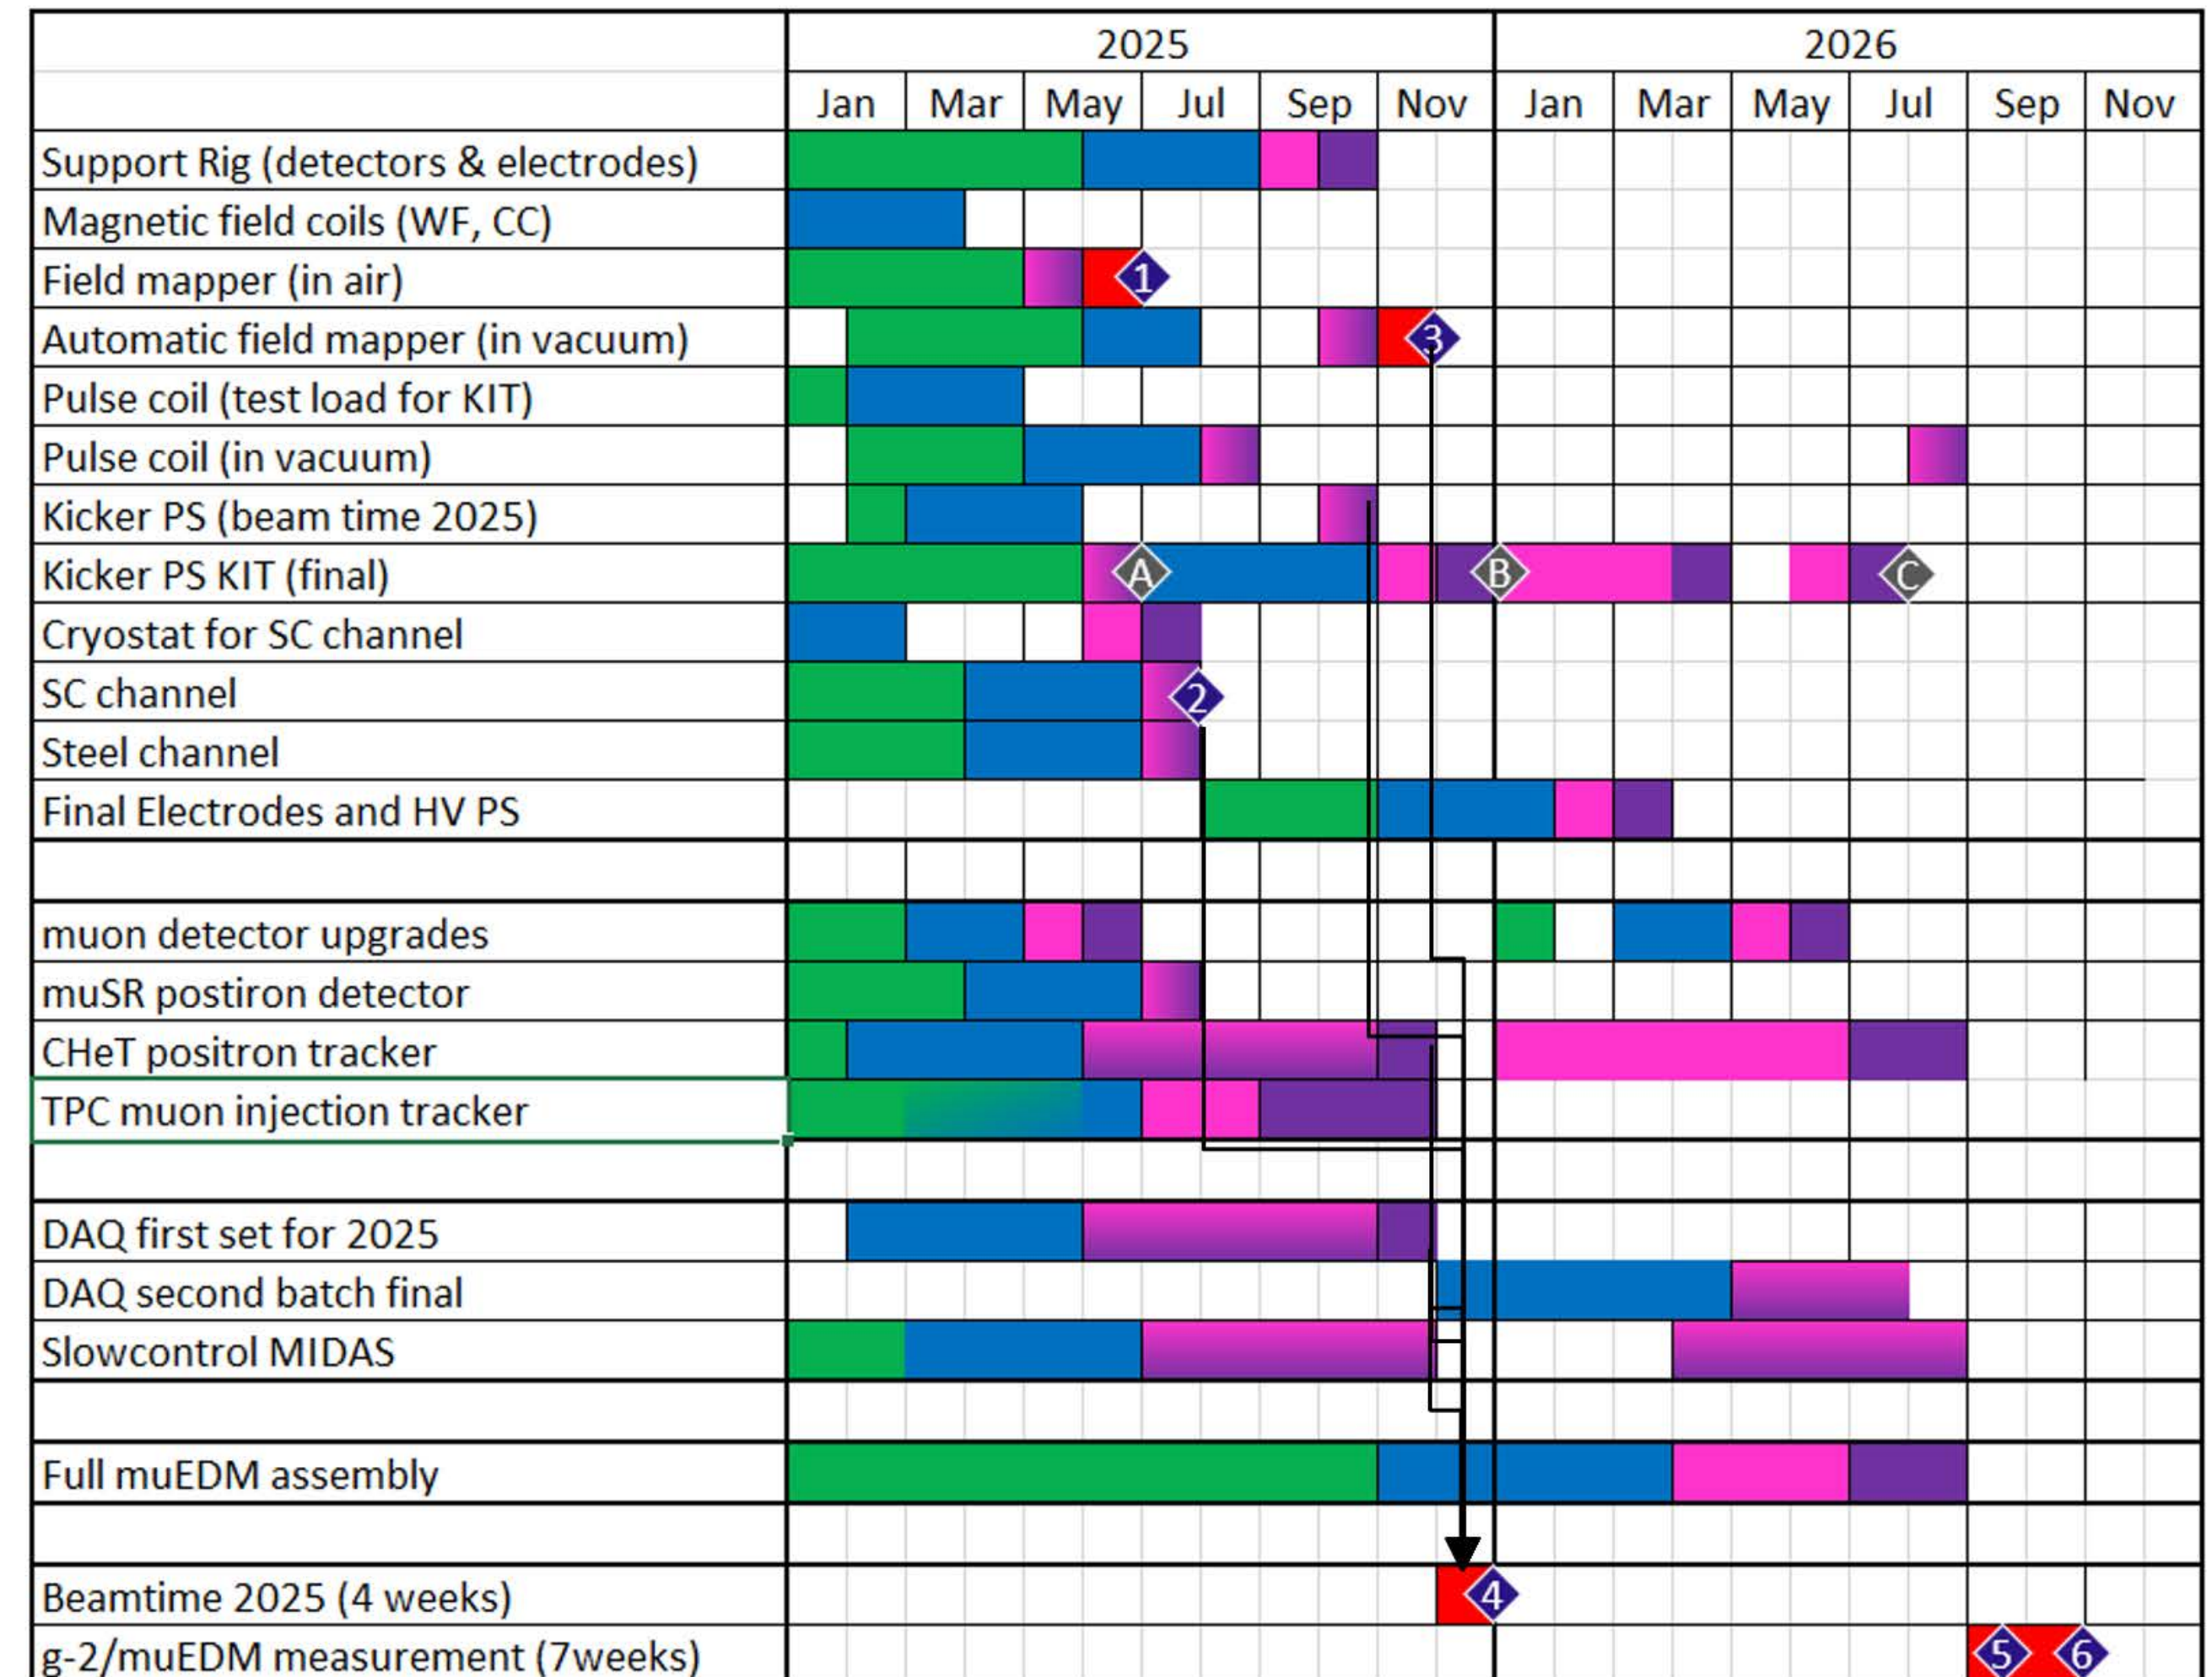 2025 2026
Jan Mar May Jul Sep Nov Jan Mar May Jul Sep Nov
Support Rig (detectors & electrodes)
Magnetic field coils (WF, CC)
Field mapper (in air) 1
Automatic field mapper (in vacuum) 3
Pulse coil (test load for KIT)
Pulse coil (in vacuum)
Kicker PS (beam time 2025)
Kicker PS KIT (final) A B C
Cryostat for SC channel
SC channel 2
Steel channel
Final Electrodes and HV PS
muon detector upgrades
muSR postiron detector
CHeT positron tracker
TPC muon injection tracker
DAQ first set for 2025
DAQ second batch final
Slowcontrol MIDAS
Full muEDM assembly
Beamtime 2025 (4 weeks) 4
g-2/muEDM measurement (7weeks) 5 6